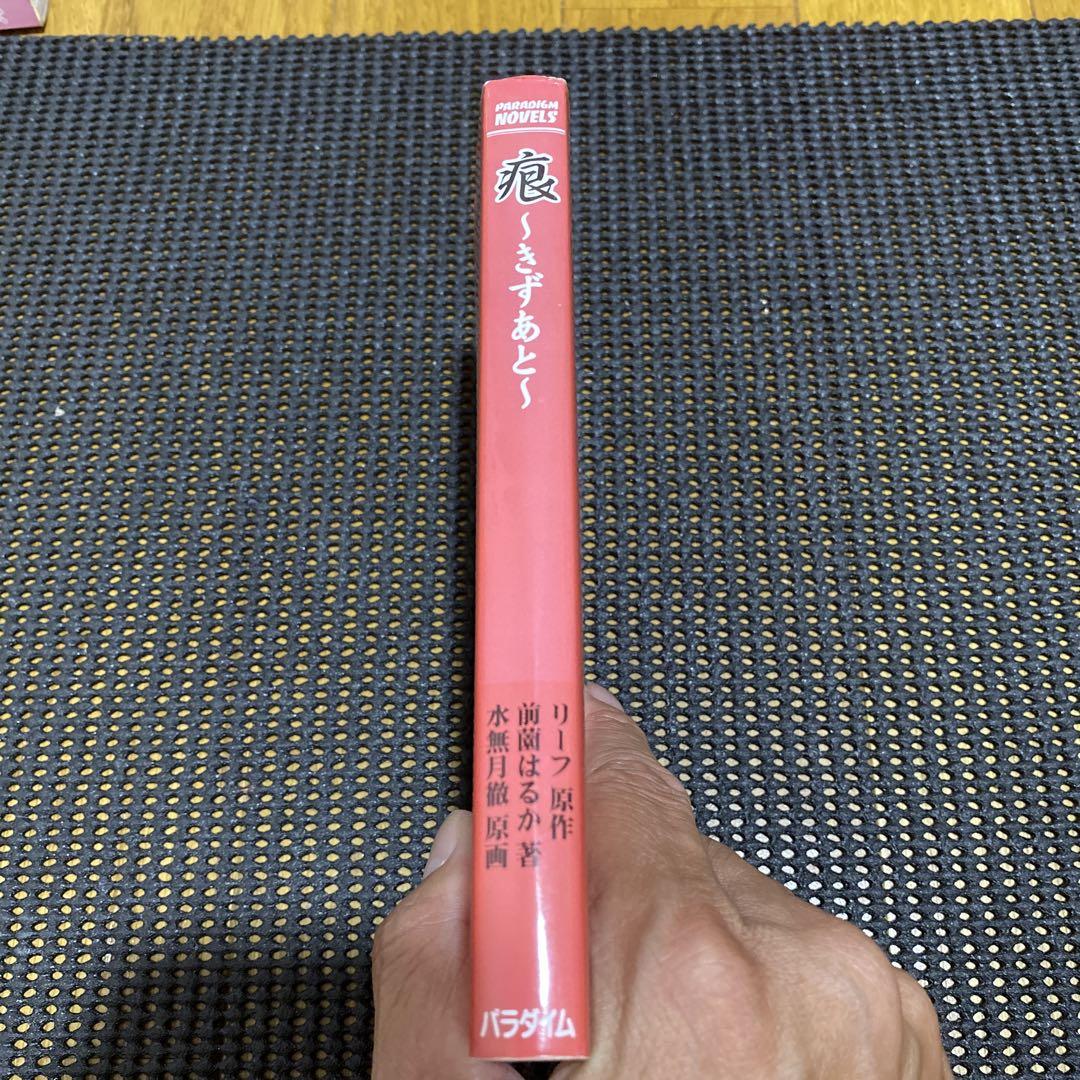 PARADIGM
NOVELS
痕
～きずあと～
リーフ 原作
前薗はるか 著
水無月徹 原画
パラダイム